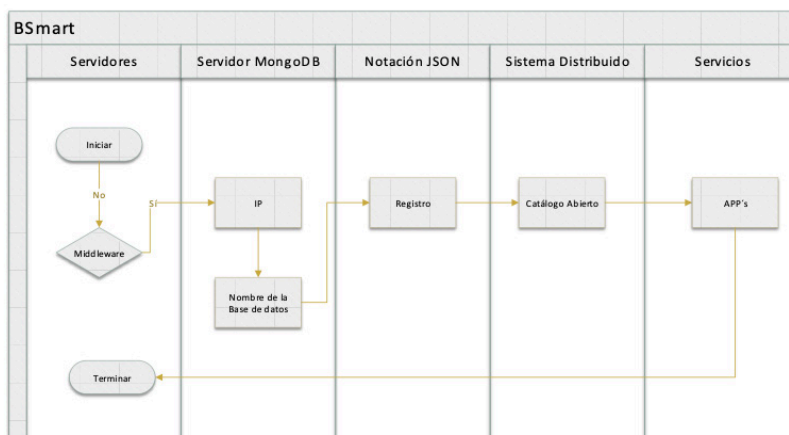 BSmart
Servidores
Servidor MongoDB
Notación JSON
Sistema Distribuido
Servicios
Iniciar
No
Sí
Middleware
IP
Nombre de la
Base de datos
Registro
Catálogo Abierto
APP´s
Terminar